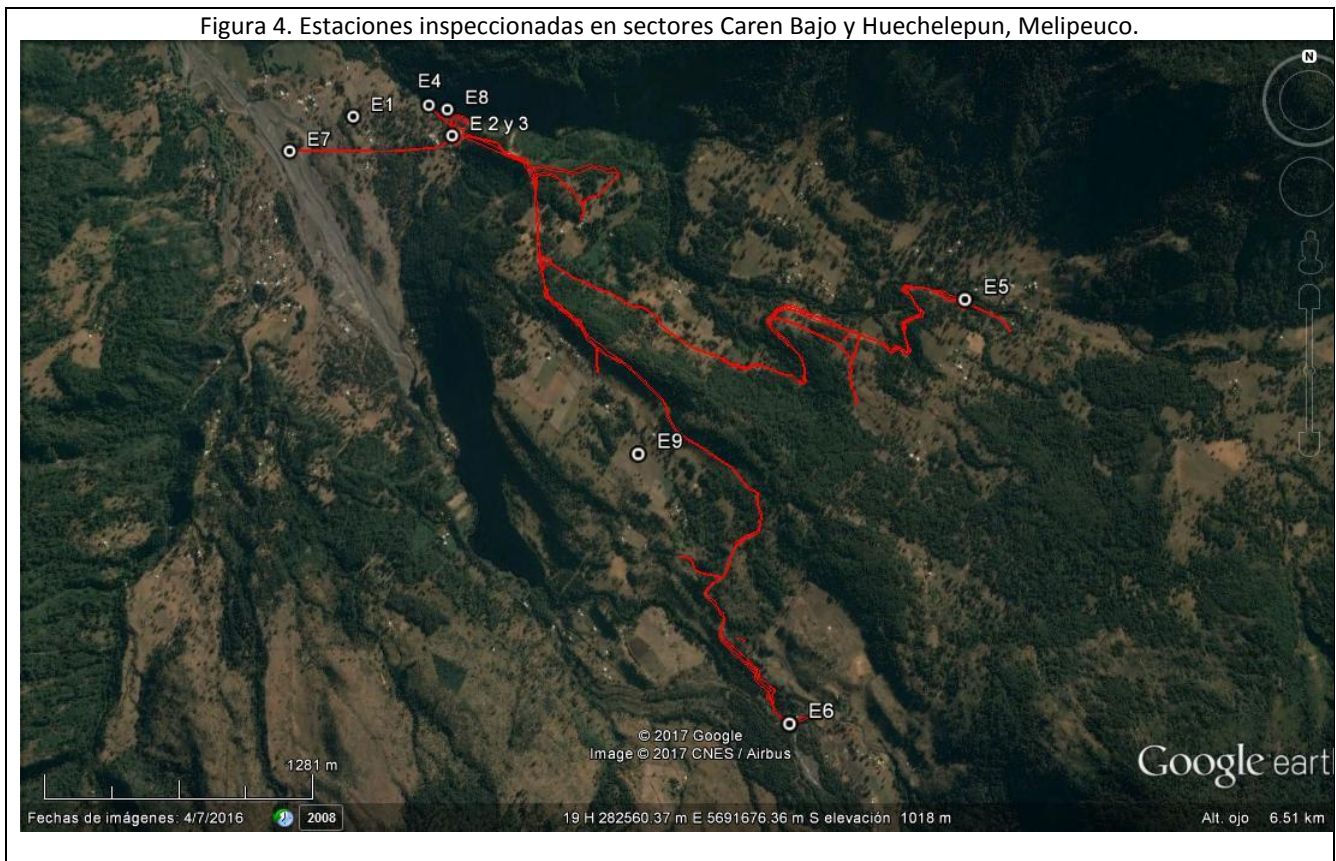 Figura 4. Estaciones inspeccionadas en sectores Caren Bajo y Huechelepun, Melipeuco.
N
E4
E8
E1
E 2 y 3
E7
E5
E9
E6
© 2017 Google
Image © 2017 CNES / Airbus
Google eart
1281 m
Fechas de imágenes: 4/7/2016
2008
19 H 282560.37 m E 5691676.36 m S elevación 1018 m
Alt. ojo 6.51 km